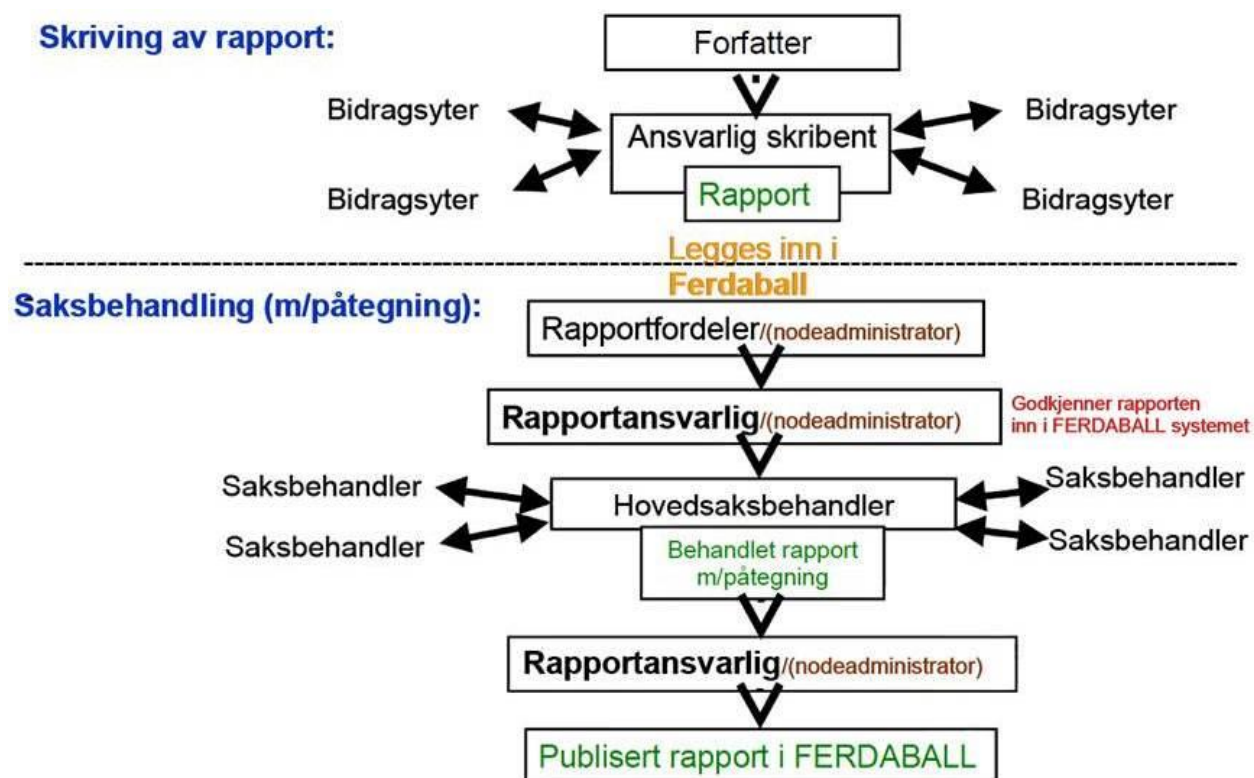 Skriving av rapport:
Forfatter
Bidragsyter
Bidragsyter
Ansvarlig skribent
Rapport
Bidragsyter
Bidragsyter
Legges inn i
Ferdaball
Saksbehandling (m/påtegning):
Rapportfordeler/(nodeadministrator)
Rapportansvarlig/(nodeadministrator)
Godkjenner rapporten
inn i FERDABALL systemet
Saksbehandler
Saksbehandler
Hovedsaksbehandler
Saksbehandler
Saksbehandler
Behandlet rapport
m/påtegning
Rapportansvarlig/(nodeadministrator)
Publisert rapport i FERDABALL